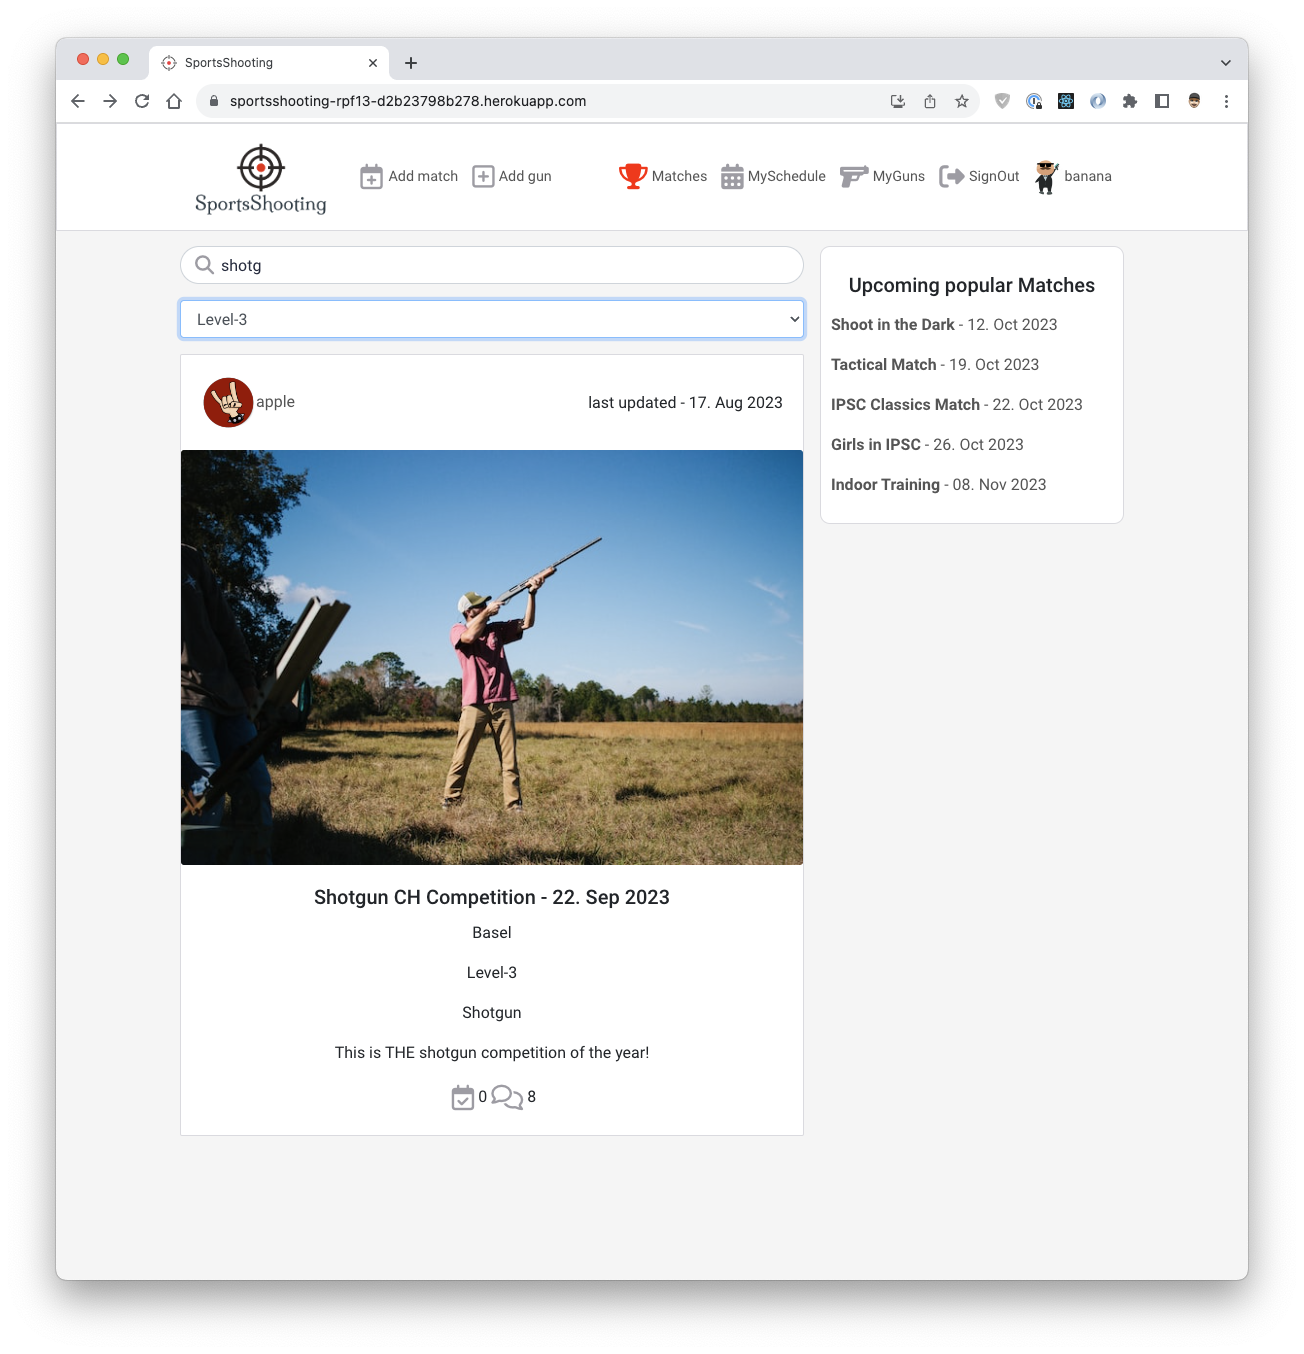 SportsShooting
sportsshooting-rpf13-d2b23798b278.herokuapp.com
SportsShooting
Add match
Add gun
Matches
MySchedule
MyGuns
SignOut
banana
shotg
Level-3
apple
last updated - 17. Aug 2023
Shotgun CH Competition - 22. Sep 2023
Basel
Level-3
Shotgun
This is THE shotgun competition of the year!
0
8
Upcoming popular Matches
Shoot in the Dark - 12. Oct 2023
Tactical Match - 19. Oct 2023
IPSC Classics Match - 22. Oct 2023
Girls in IPSC - 26. Oct 2023
Indoor Training - 08. Nov 2023